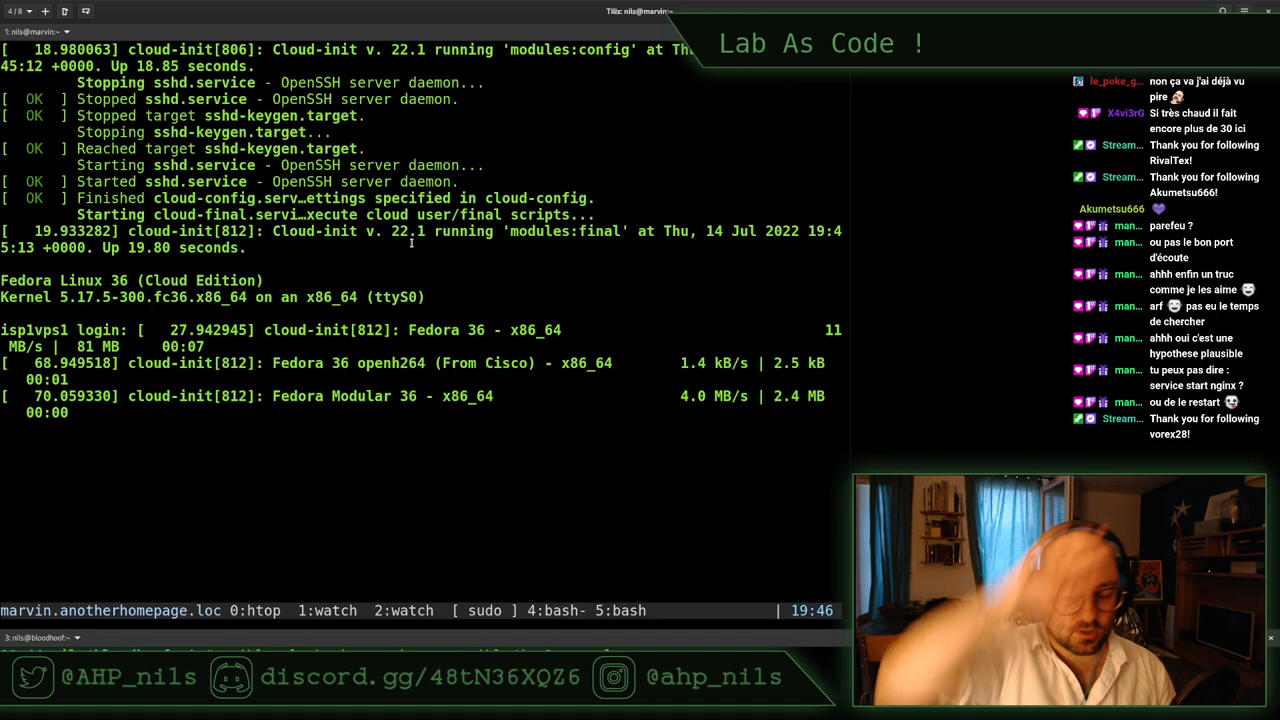 4 / 8
Tilix: nils@marvin:~
1: nils@marvin:~
Lab As Code !
[   18.980063] cloud-init[806]: Cloud-init v. 22.1 running 'modules:config' at Th
45:12 +0000. Up 18.85 seconds.
Stopping sshd.service - OpenSSH server daemon...
[  OK  ] Stopped sshd.service - OpenSSH server daemon.
[  OK  ] Stopped target sshd-keygen.target.
Stopping sshd-keygen.target...
[  OK  ] Reached target sshd-keygen.target.
Starting sshd.service - OpenSSH server daemon...
[  OK  ] Started sshd.service - OpenSSH server daemon.
[  OK  ] Finished cloud-config.serv…ettings specified in cloud-config.
Starting cloud-final.servi…xecute cloud user/final scripts...
[   19.933282] cloud-init[812]: Cloud-init v. 22.1 running 'modules:final' at Thu, 14 Jul 2022 19:4
5:13 +0000. Up 19.80 seconds.
Fedora Linux 36 (Cloud Edition)
Kernel 5.17.5-300.fc36.x86_64 on an x86_64 (ttyS0)
isp1vps1 login: [   27.942945] cloud-init[812]: Fedora 36 - x86_64                               11
MB/s |  81 MB     00:07
[   68.949518] cloud-init[812]: Fedora 36 openh264 (From Cisco) - x86_64        1.4 kB/s | 2.5 kB
00:01
[   70.059330] cloud-init[812]: Fedora Modular 36 - x86_64                      4.0 MB/s | 2.4 MB
00:00
marvin.anotherhomepage.loc 0:htop  1:watch  2:watch  [ sudo ] 4:bash- 5:bash | 19:46
3: nils@bloodhoof:~
le_poke_g... non ça va j'ai déjà vu
pire
X4vi3rG Si très chaud il fait
encore plus de 30 ici
Stream... Thank you for following
RivalTex!
Stream... Thank you for following
Akumetsu666!
Akumetsu666
man... parefeu ?
man... ou pas le bon port
d'écoute
man... ahhh enfin un truc
comme je les aime
man... arf pas eu le temps
de chercher
man... ahhh oui c'est une
hypothese plausible
man... tu peux pas dire :
service start nginx ?
man... ou de le restart
Stream... Thank you for following
vorex28!
@AHP_nils discord.gg/48tN36XQZ6 @ahp_nils